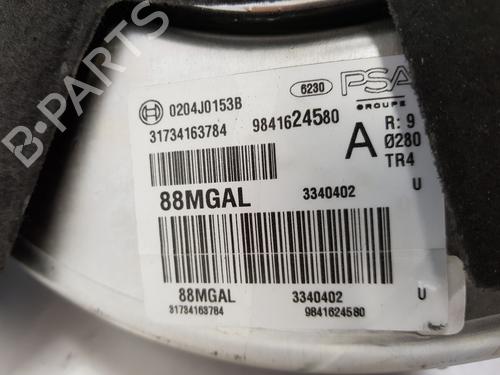 B-PARTS
0204J0153B
6230
PSA
GROUPE
31734163784 9841624580
A
R: 9
Ø280
TR4
88MGAL 3340402 U
88MGAL 3340402 U
31734163784 9841624580